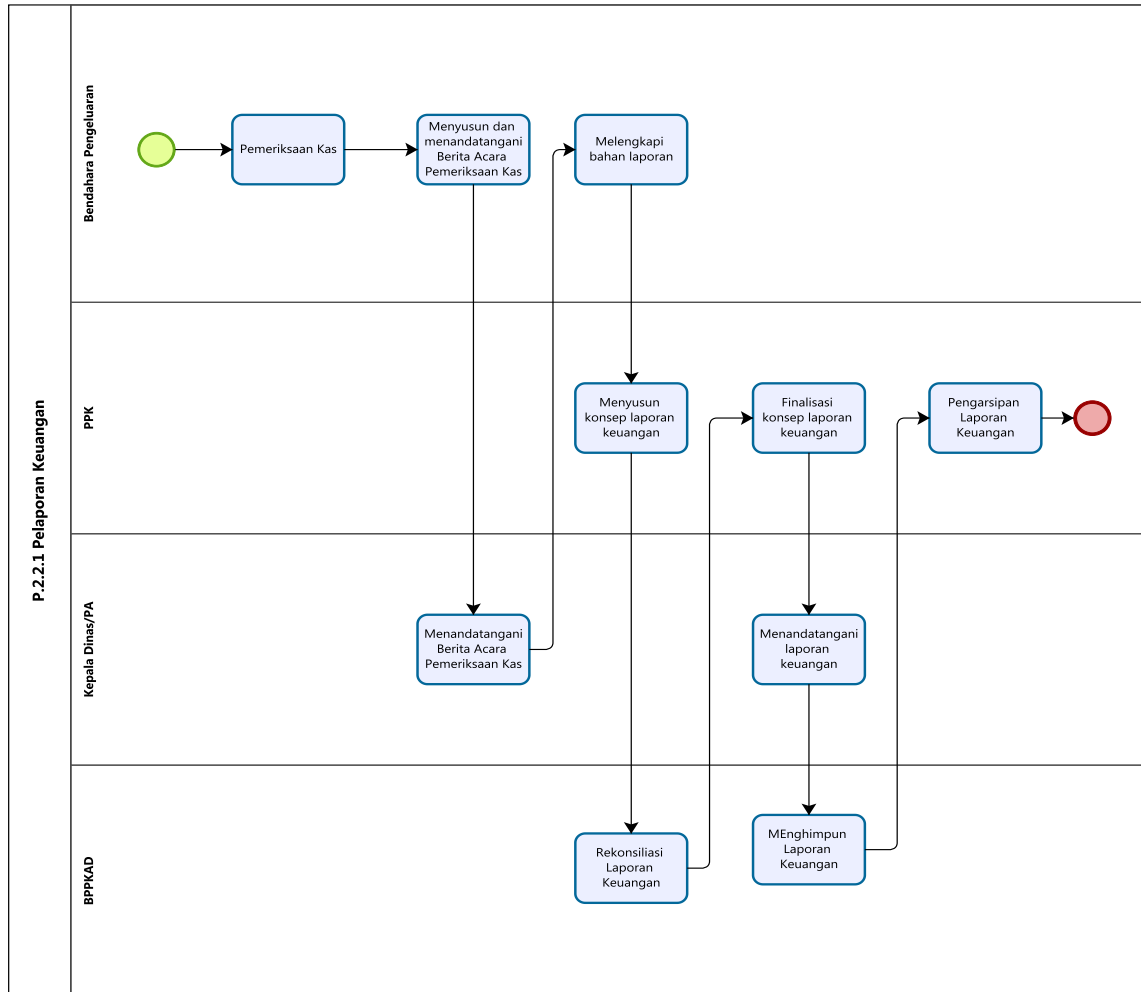 P.2.2.1 Pelaporan Keuangan
Bendahara Pengeluaran
Pemeriksaan Kas
Menyusun dan
menandatangani
Berita Acara
Pemeriksaan Kas
Melengkapi
bahan laporan
PPK
Menyusun
konsep laporan
keuangan
Finalisasi
konsep laporan
keuangan
Pengarsipan
Laporan
Keuangan
Kepala Dinas/PA
Menandatangani
Berita Acara
Pemeriksaan Kas
Menandatangani
laporan
keuangan
BPPKAD
Rekonsiliasi
Laporan
Keuangan
MEnghimpun
Laporan
Keuangan